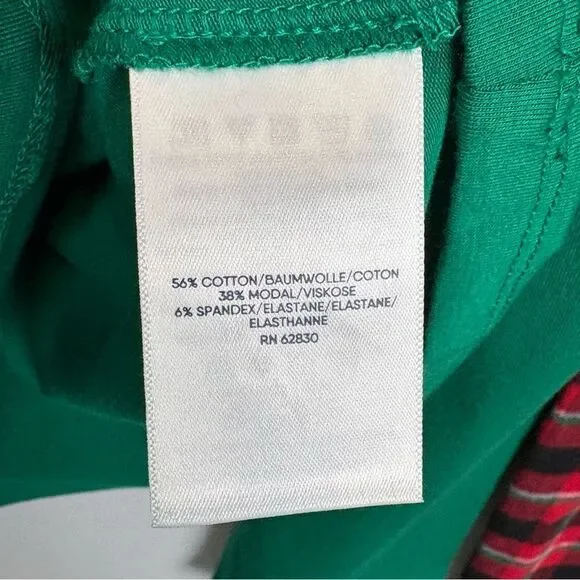 56% COTTON/BAUMWOLLE/COTON
38% MODAL/VISKOSE
6% SPANDEX/ELASTANE/ELASTANE/
ELASTHANNE
RN 62830